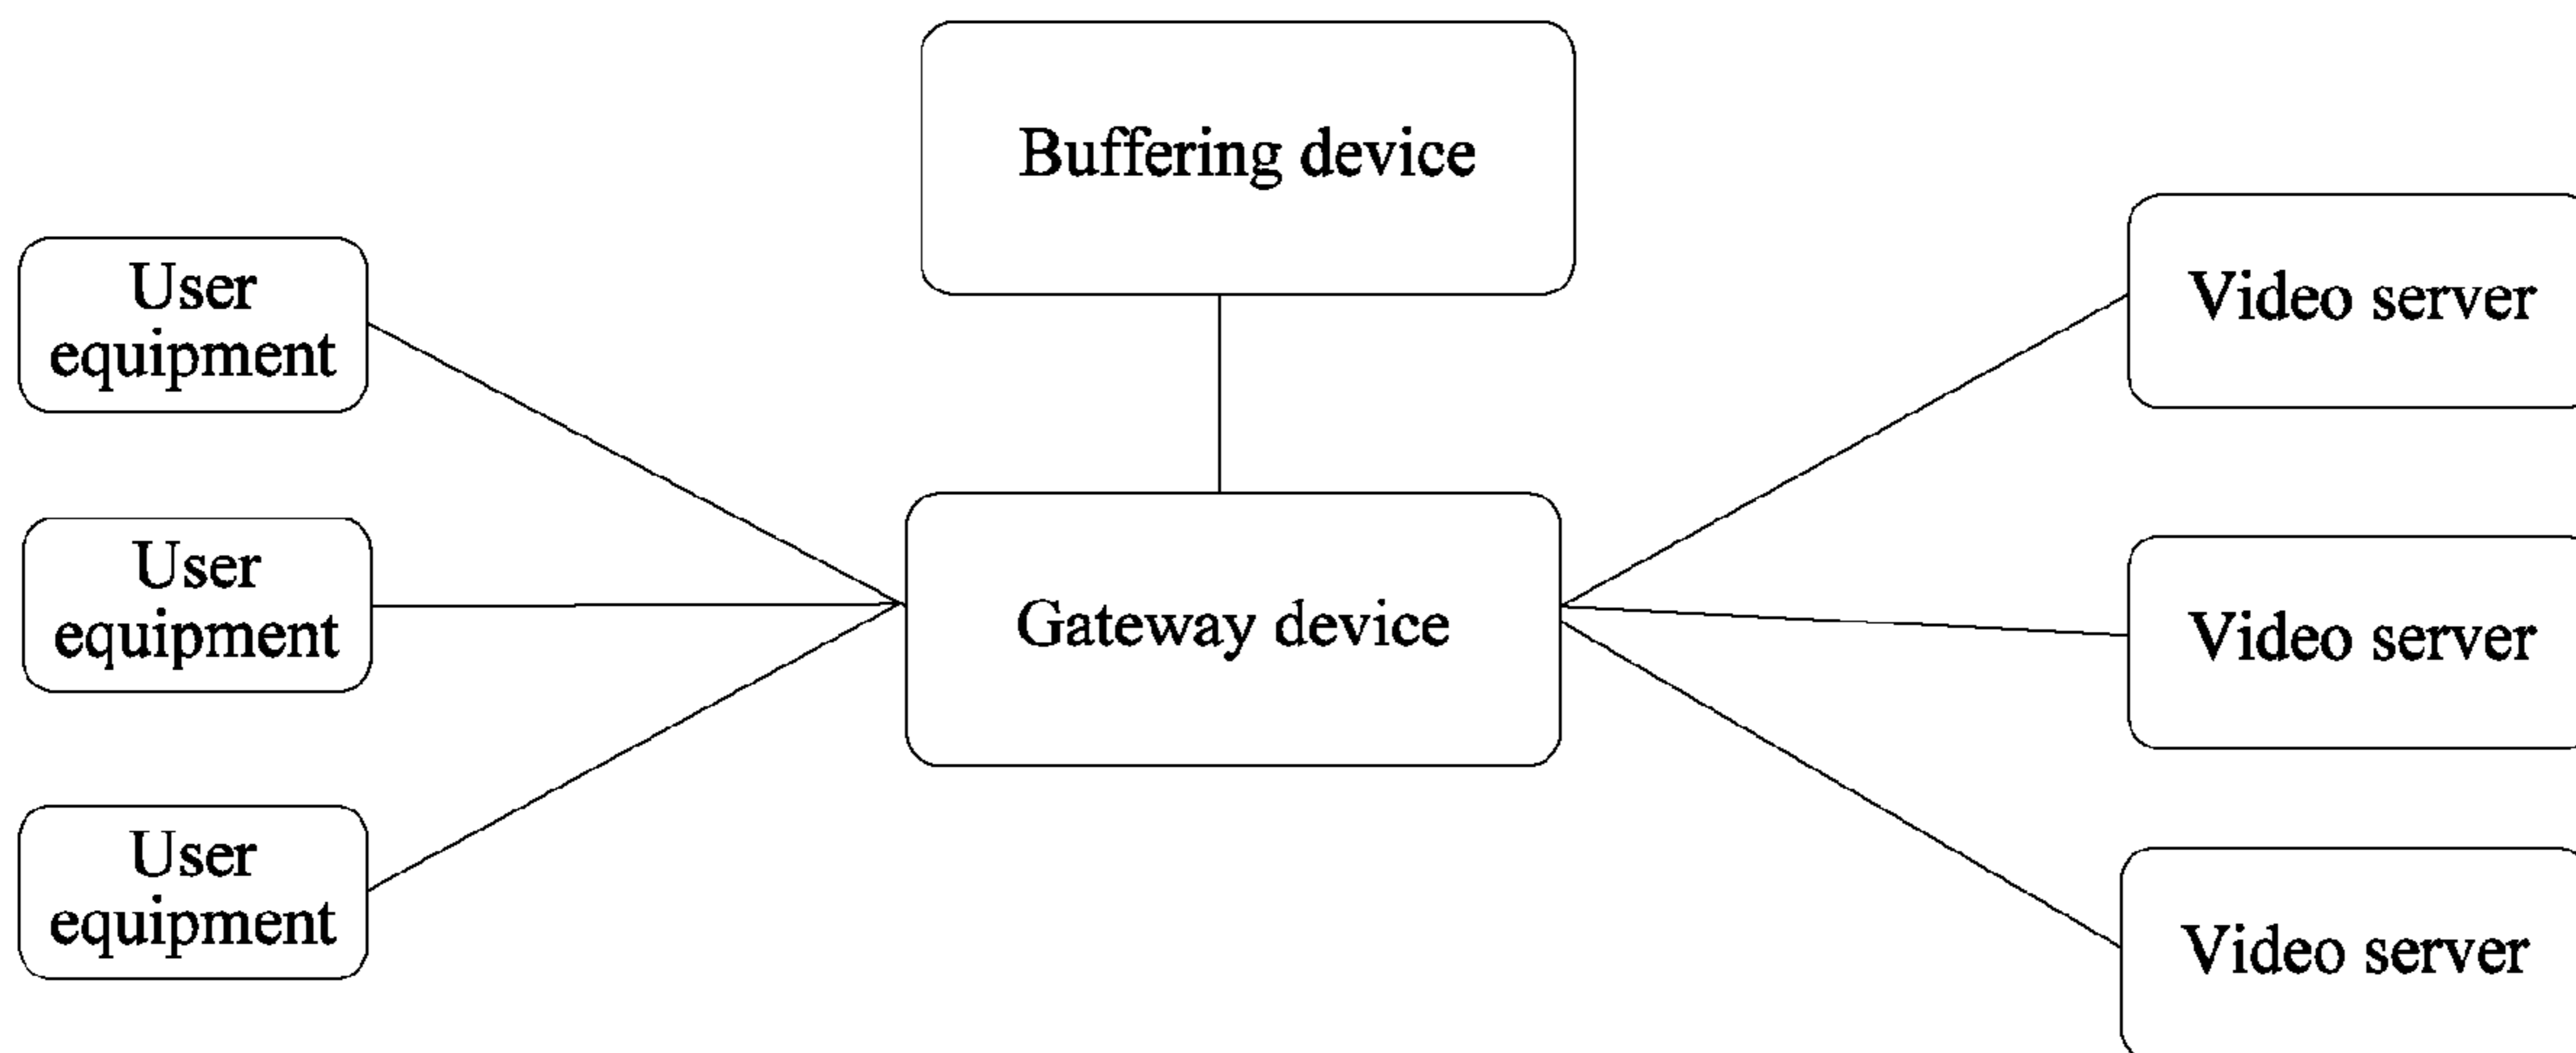 Buffering device
User
equipment
Video server
User
equipment
Gateway device
Video server
User
equipment
Video server